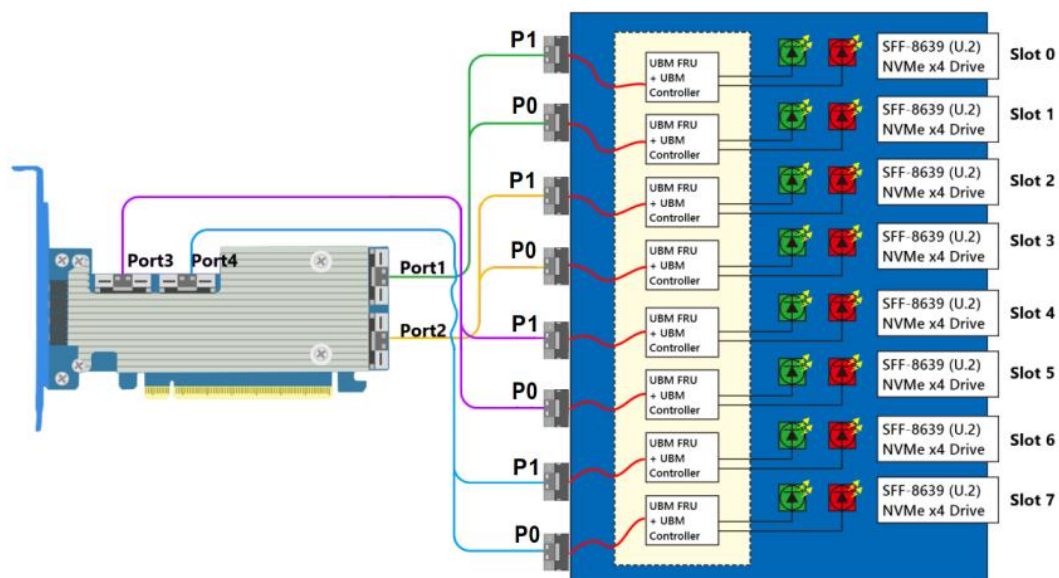 P1
UBM FRU
+ UBM
Controller
SFF-8639 (U.2)
NVMe x4 Drive
Slot 0
P0
UBM FRU
+ UBM
Controller
SFF-8639 (U.2)
NVMe x4 Drive
Slot 1
P1
UBM FRU
+ UBM
Controller
SFF-8639 (U.2)
NVMe x4 Drive
Slot 2
P0
UBM FRU
+ UBM
Controller
SFF-8639 (U.2)
NVMe x4 Drive
Slot 3
Port3
Port4
Port1
Port2
P1
UBM FRU
+ UBM
Controller
SFF-8639 (U.2)
NVMe x4 Drive
Slot 4
P0
UBM FRU
+ UBM
Controller
SFF-8639 (U.2)
NVMe x4 Drive
Slot 5
P1
UBM FRU
+ UBM
Controller
SFF-8639 (U.2)
NVMe x4 Drive
Slot 6
P0
UBM FRU
+ UBM
Controller
SFF-8639 (U.2)
NVMe x4 Drive
Slot 7